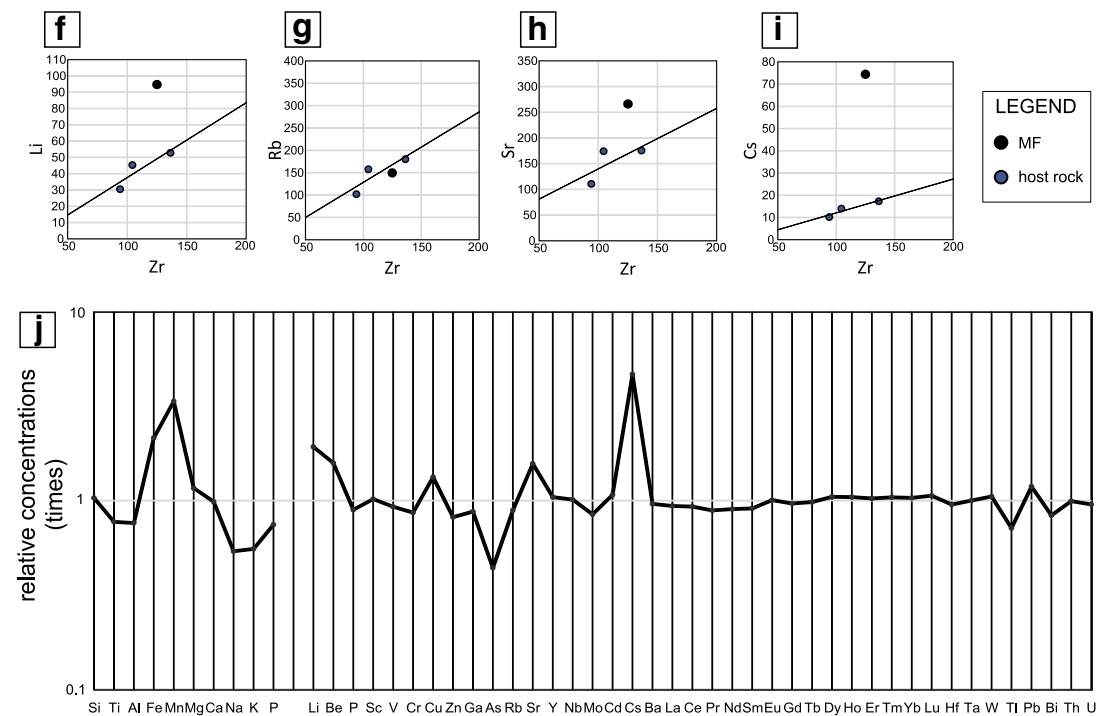 f
g
h
i
110
100
90
80
70
60
50
40
30
20
10
0
Li
50 100 150 200
Zr
400
350
300
250
200
150
100
50
0
Rb
50 100 150 200
Zr
350
300
250
200
150
100
50
0
Sr
50 100 150 200
Zr
80
70
60
50
40
30
20
10
0
Cs
50 100 150 200
Zr
LEGEND
MF
host rock
j
relative concentrations
(times)
10
1
0.1
Si Ti Al Fe Mn Mg Ca Na K P Li Be P Sc V Cr Cu Zn Ga As Rb Sr Y Nb Mo Cd Cs Ba La Ce Pr Nd Sm Eu Gd Tb Dy Ho Er Tm Yb Lu Hf Ta W Tl Pb Bi Th U